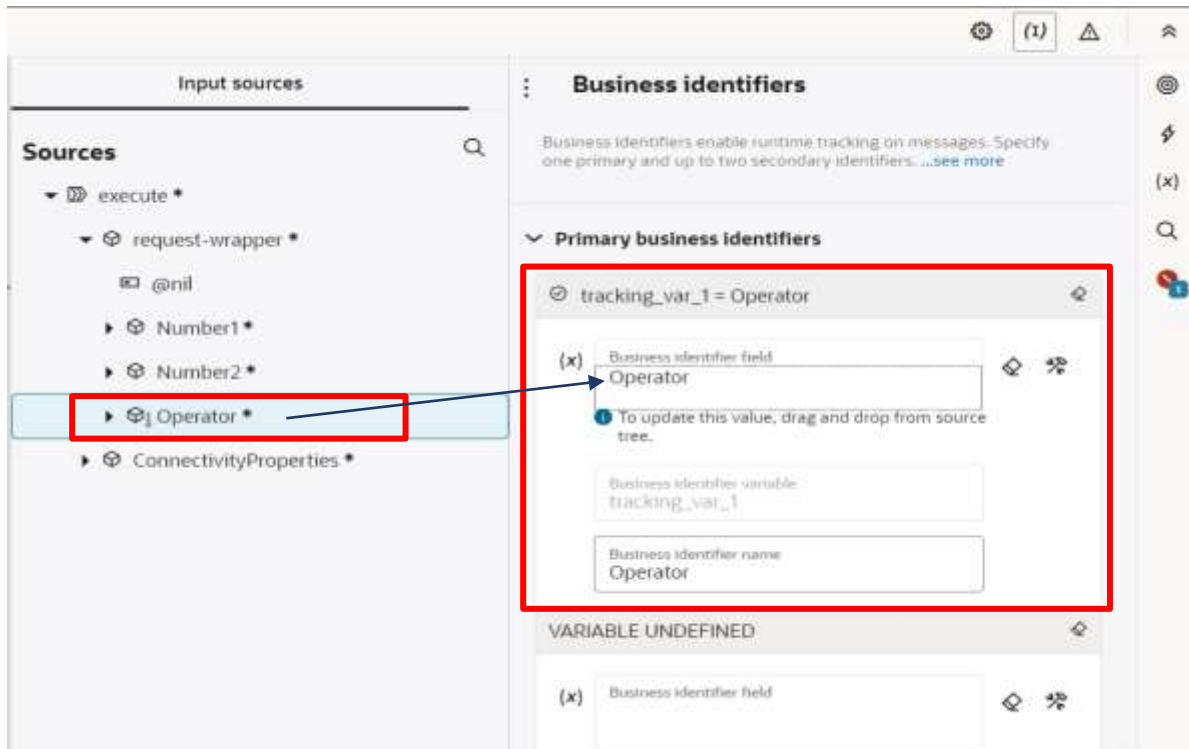 (I)
Input sources
Business identifiers
Sources
Business identifiers enable runtime tracking on messages. Specify
one primary and up to two secondary identifiers. ...see more
execute *
(x)
request-wrapper *
Primary business identifiers
@nil
tracking_var_1 = Operator
Number1 *
(x)
Business identifier field
Operator
Number2 *
To update this value, drag and drop from source
tree.
Operator *
ConnectivityProperties *
Business identifier variable
tracking_var_1
Business identifier name
Operator
VARIABLE UNDEFINED
(x)
Business identifier field